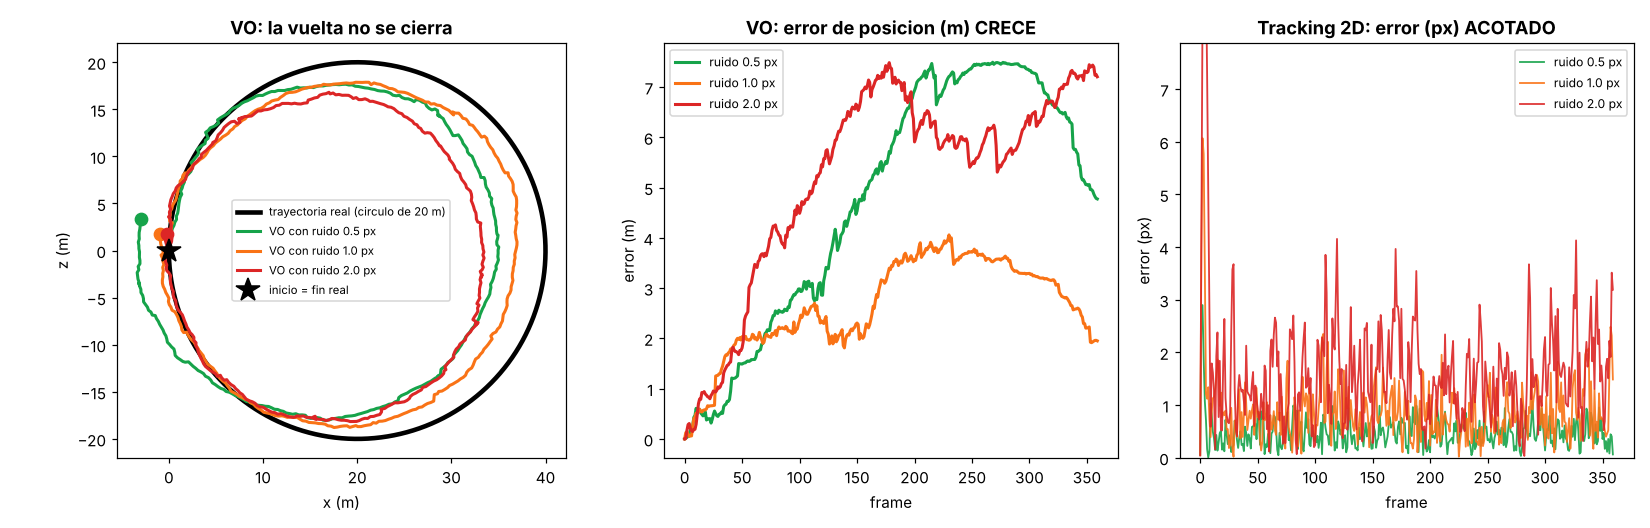 VO: la vuelta no se cierra
20
15
10
5
0
−5
−10
−15
−20
z (m)
0
10
20
30
40
x (m)
trayectoria real (circulo de 20 m)
VO con ruido 0.5 px
VO con ruido 1.0 px
VO con ruido 2.0 px
inicio = fin real
VO: error de posicion (m) CRECE
7
6
5
4
3
2
1
0
error (m)
0
50
100
150
200
250
300
350
frame
ruido 0.5 px
ruido 1.0 px
ruido 2.0 px
Tracking 2D: error (px) ACOTADO
7
6
5
4
3
2
1
0
error (px)
0
50
100
150
200
250
300
350
frame
ruido 0.5 px
ruido 1.0 px
ruido 2.0 px